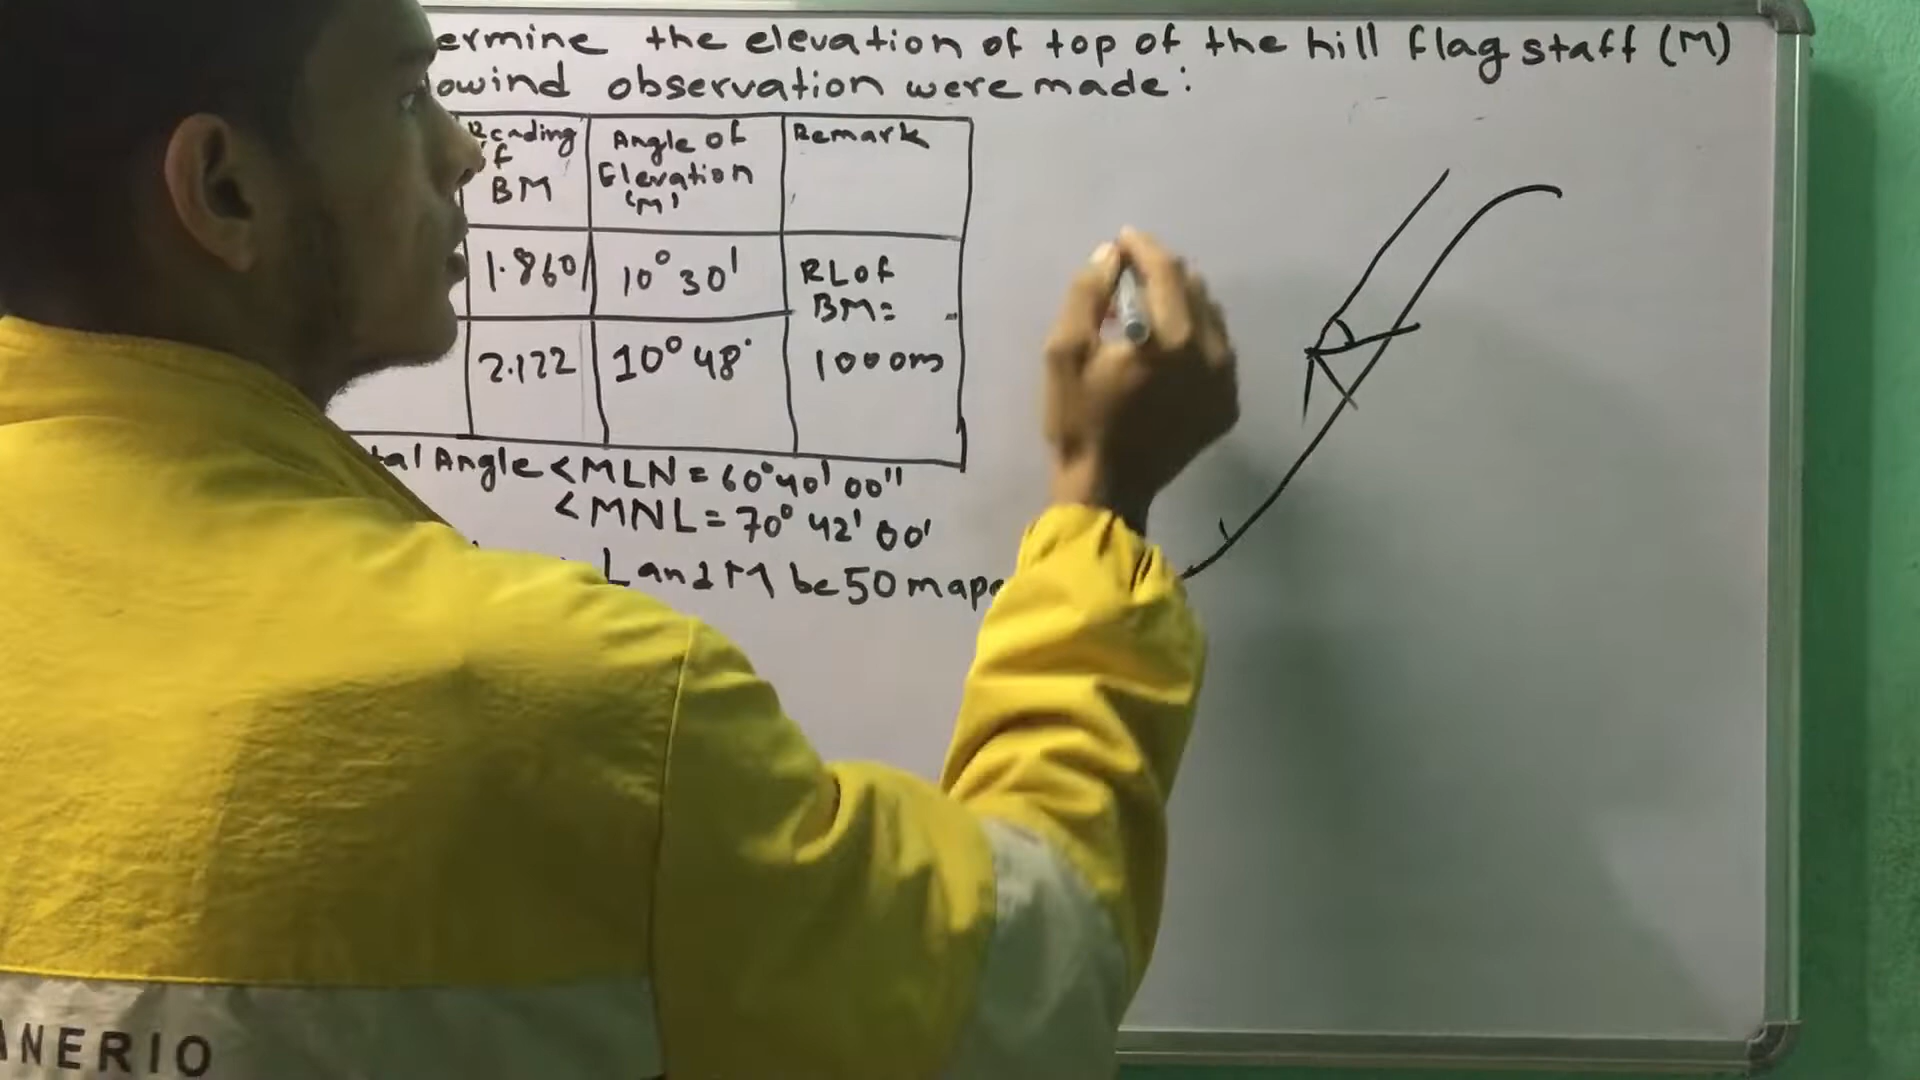 ermine the elevation of top of the hill flag staff (M)
lowind observation were made:
Reading of BM
Angle of Elevation 'M'
Remark
1.860
10° 30'
RL of BM = 1000m
2.122
10° 48'
tal Angle <MLN = 60° 40' 00"
<MNL = 70° 42' 00'
L and M be 50 m apa
ANERIO